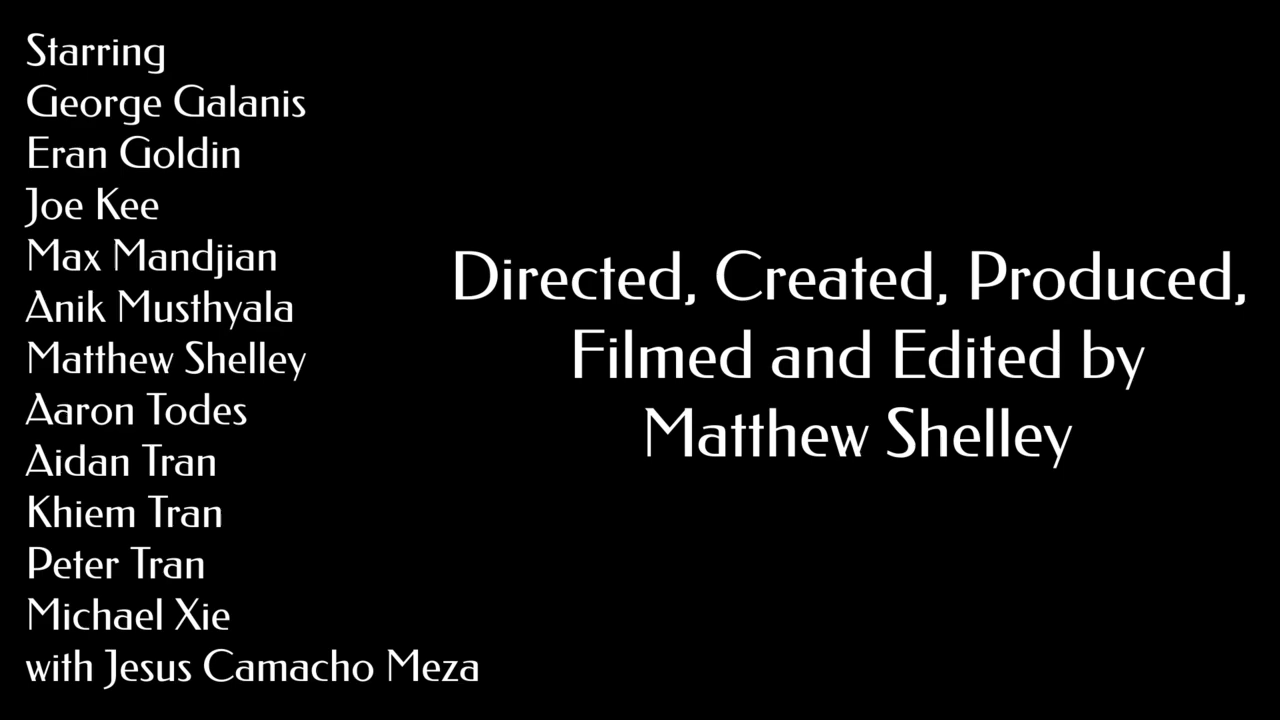 Starring
George Galanis
Eran Goldin
Joe Kee
Max Mandjian
Anik Musthyala
Matthew Shelley
Aaron Todes
Aidan Tran
Khiem Tran
Peter Tran
Michael Xie
with Jesus Camacho Meza
Directed, Created, Produced,
Filmed and Edited by
Matthew Shelley